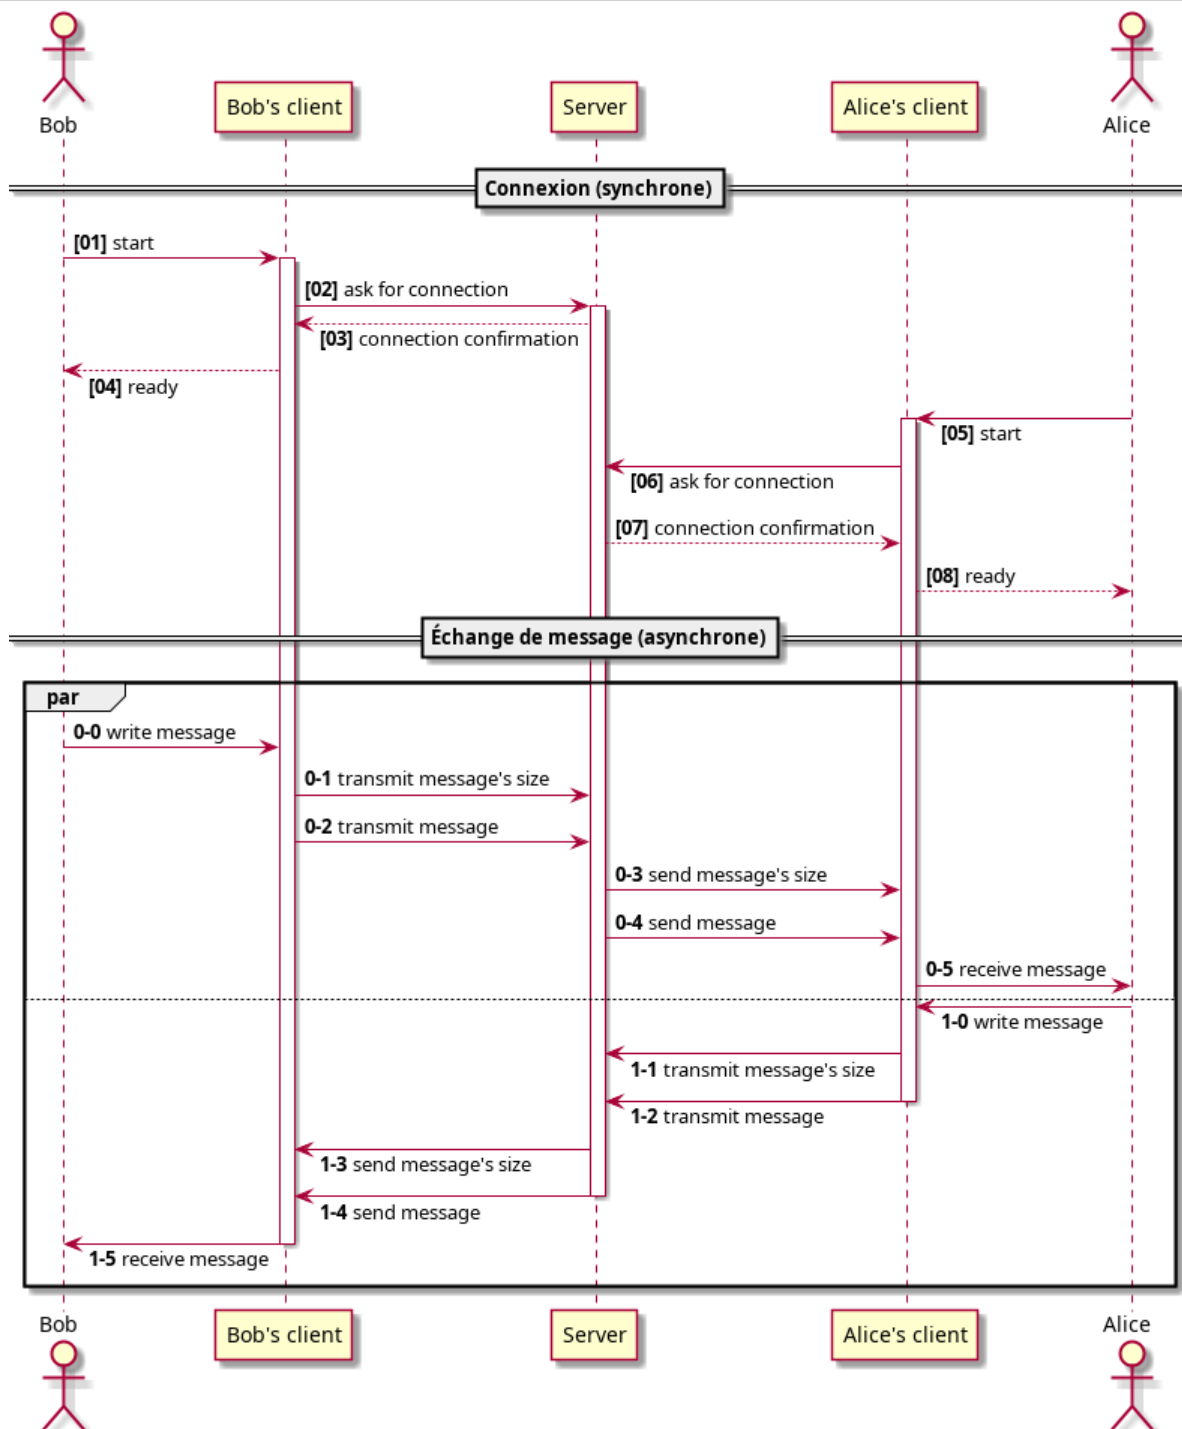 Bob
Bob's client
Server
Alice's client
Alice
Connexion (synchrone)
[01] start
[02] ask for connection
[03] connection confirmation
[04] ready
[05] start
[06] ask for connection
[07] connection confirmation
[08] ready
Échange de message (asynchrone)
par
0-0 write message
0-1 transmit message's size
0-2 transmit message
0-3 send message's size
0-4 send message
0-5 receive message
1-0 write message
1-1 transmit message's size
1-2 transmit message
1-3 send message's size
1-4 send message
1-5 receive message
Bob
Bob's client
Server
Alice's client
Alice